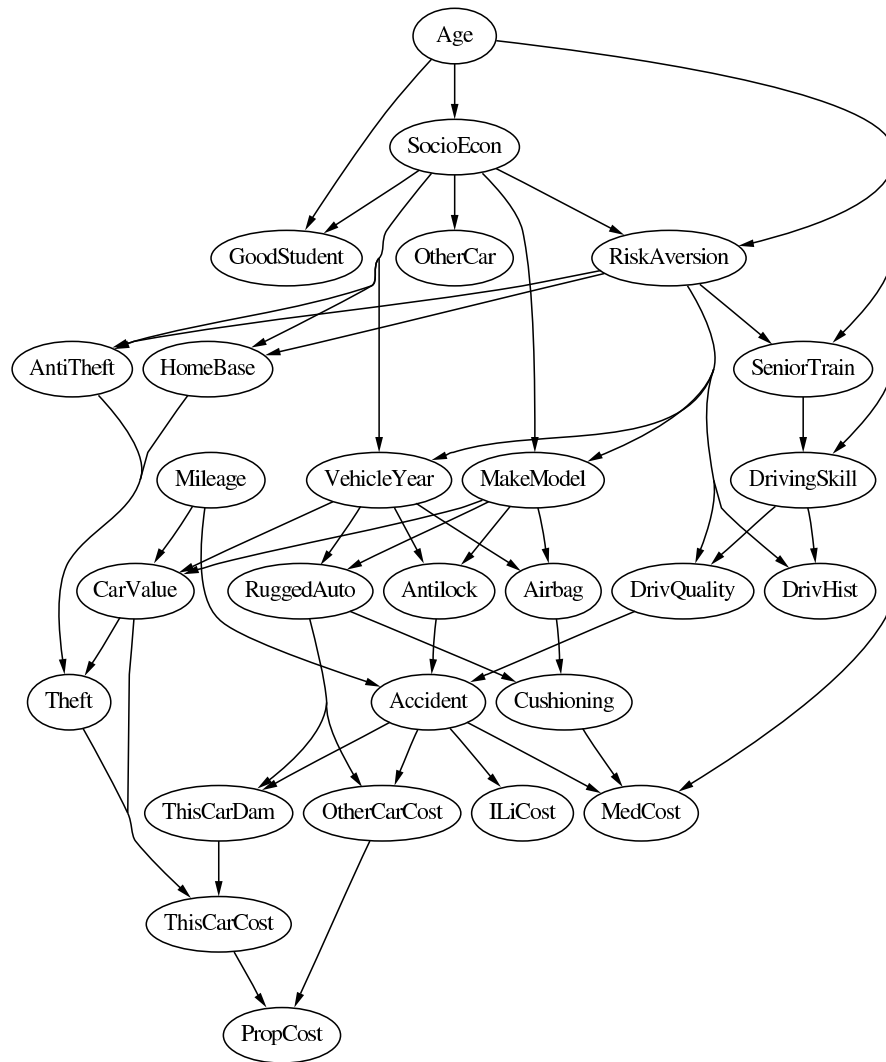 Age
SocioEcon
GoodStudent
OtherCar
RiskAversion
AntiTheft
HomeBase
SeniorTrain
Mileage
VehicleYear
MakeModel
DrivingSkill
CarValue
RuggedAuto
Antilock
Airbag
DrivQuality
DrivHist
Theft
Accident
Cushioning
ThisCarDam
OtherCarCost
ILiCost
MedCost
ThisCarCost
PropCost